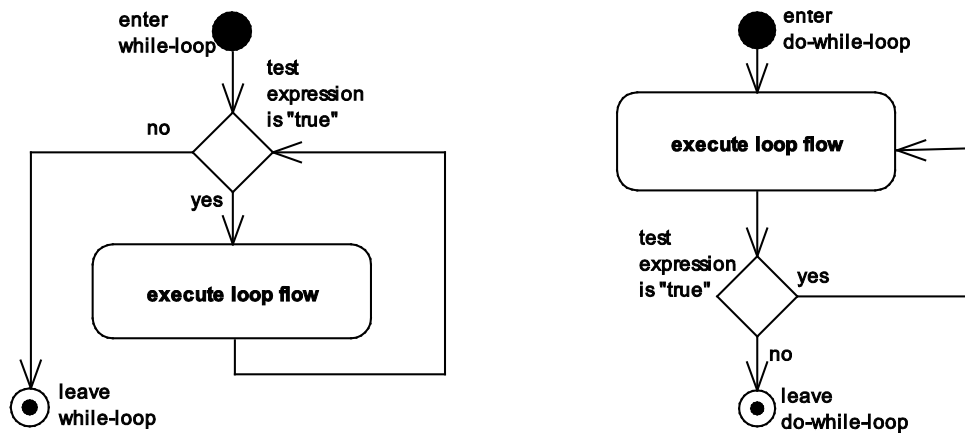 enter
while-loop
test
expression
is "true"
no
yes
execute loop flow
leave
while-loop
enter
do-while-loop
execute loop flow
test
expression
is "true"
yes
no
leave
do-while-loop